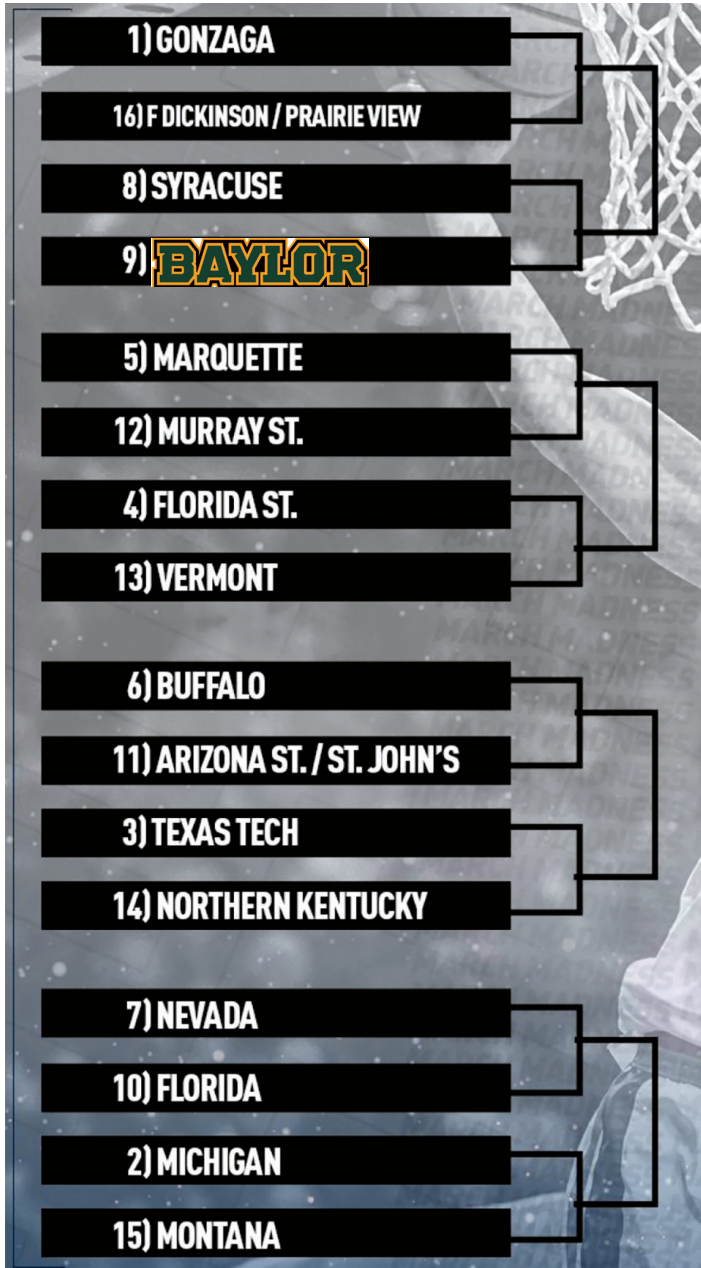 1) GONZAGA
16) F DICKINSON / PRAIRIE VIEW
8) SYRACUSE
9) BAYLOR
5) MARQUETTE
12) MURRAY ST.
4) FLORIDA ST.
13) VERMONT
6) BUFFALO
11) ARIZONA ST. / ST. JOHN'S
3) TEXAS TECH
14) NORTHERN KENTUCKY
7) NEVADA
10) FLORIDA
2) MICHIGAN
15) MONTANA
MARCH MADNESS